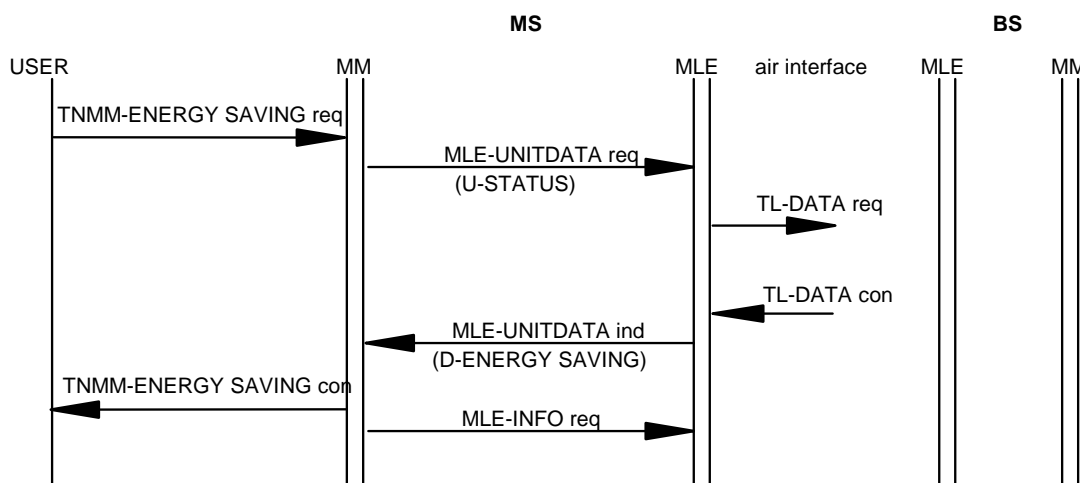 MS BS
USER MM MLE air interface MLE MM
TNMM-ENERGY SAVING req
MLE-UNITDATA req
(U-STATUS)
TL-DATA req
TL-DATA con
MLE-UNITDATA ind
(D-ENERGY SAVING)
TNMM-ENERGY SAVING con
MLE-INFO req